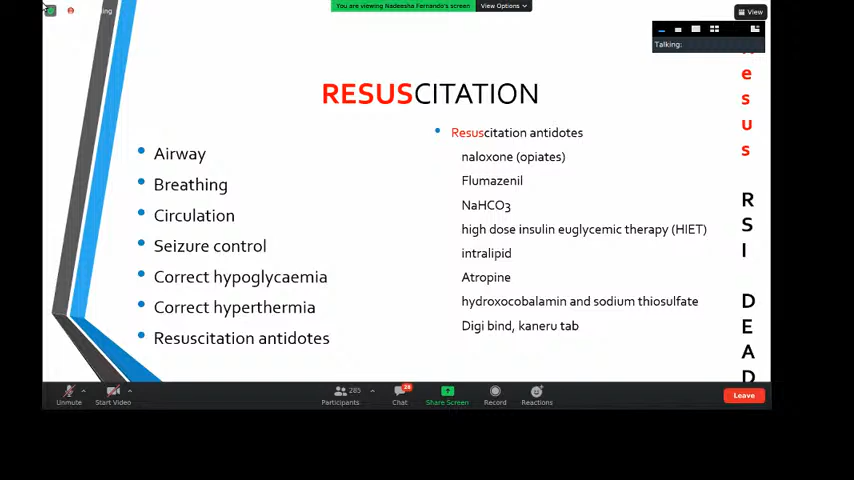 ing
You are viewing Nadeesha Fernando's screen
View Options
View
Talking:
RESUSCITATION
Airway
Breathing
Circulation
Seizure control
Correct hypoglycaemia
Correct hyperthermia
Resuscitation antidotes
Resuscitation antidotes
naloxone (opiates)
Flumazenil
NaHCO3
high dose insulin euglycemic therapy (HIET)
intralipid
Atropine
hydroxocobalamin and sodium thiosulfate
Digi bind, kaneru tab
e
s
u
s
R
S
I
D
E
A
D
Unmute
Start Video
285
Participants
28
Chat
Share Screen
Record
Reactions
Leave